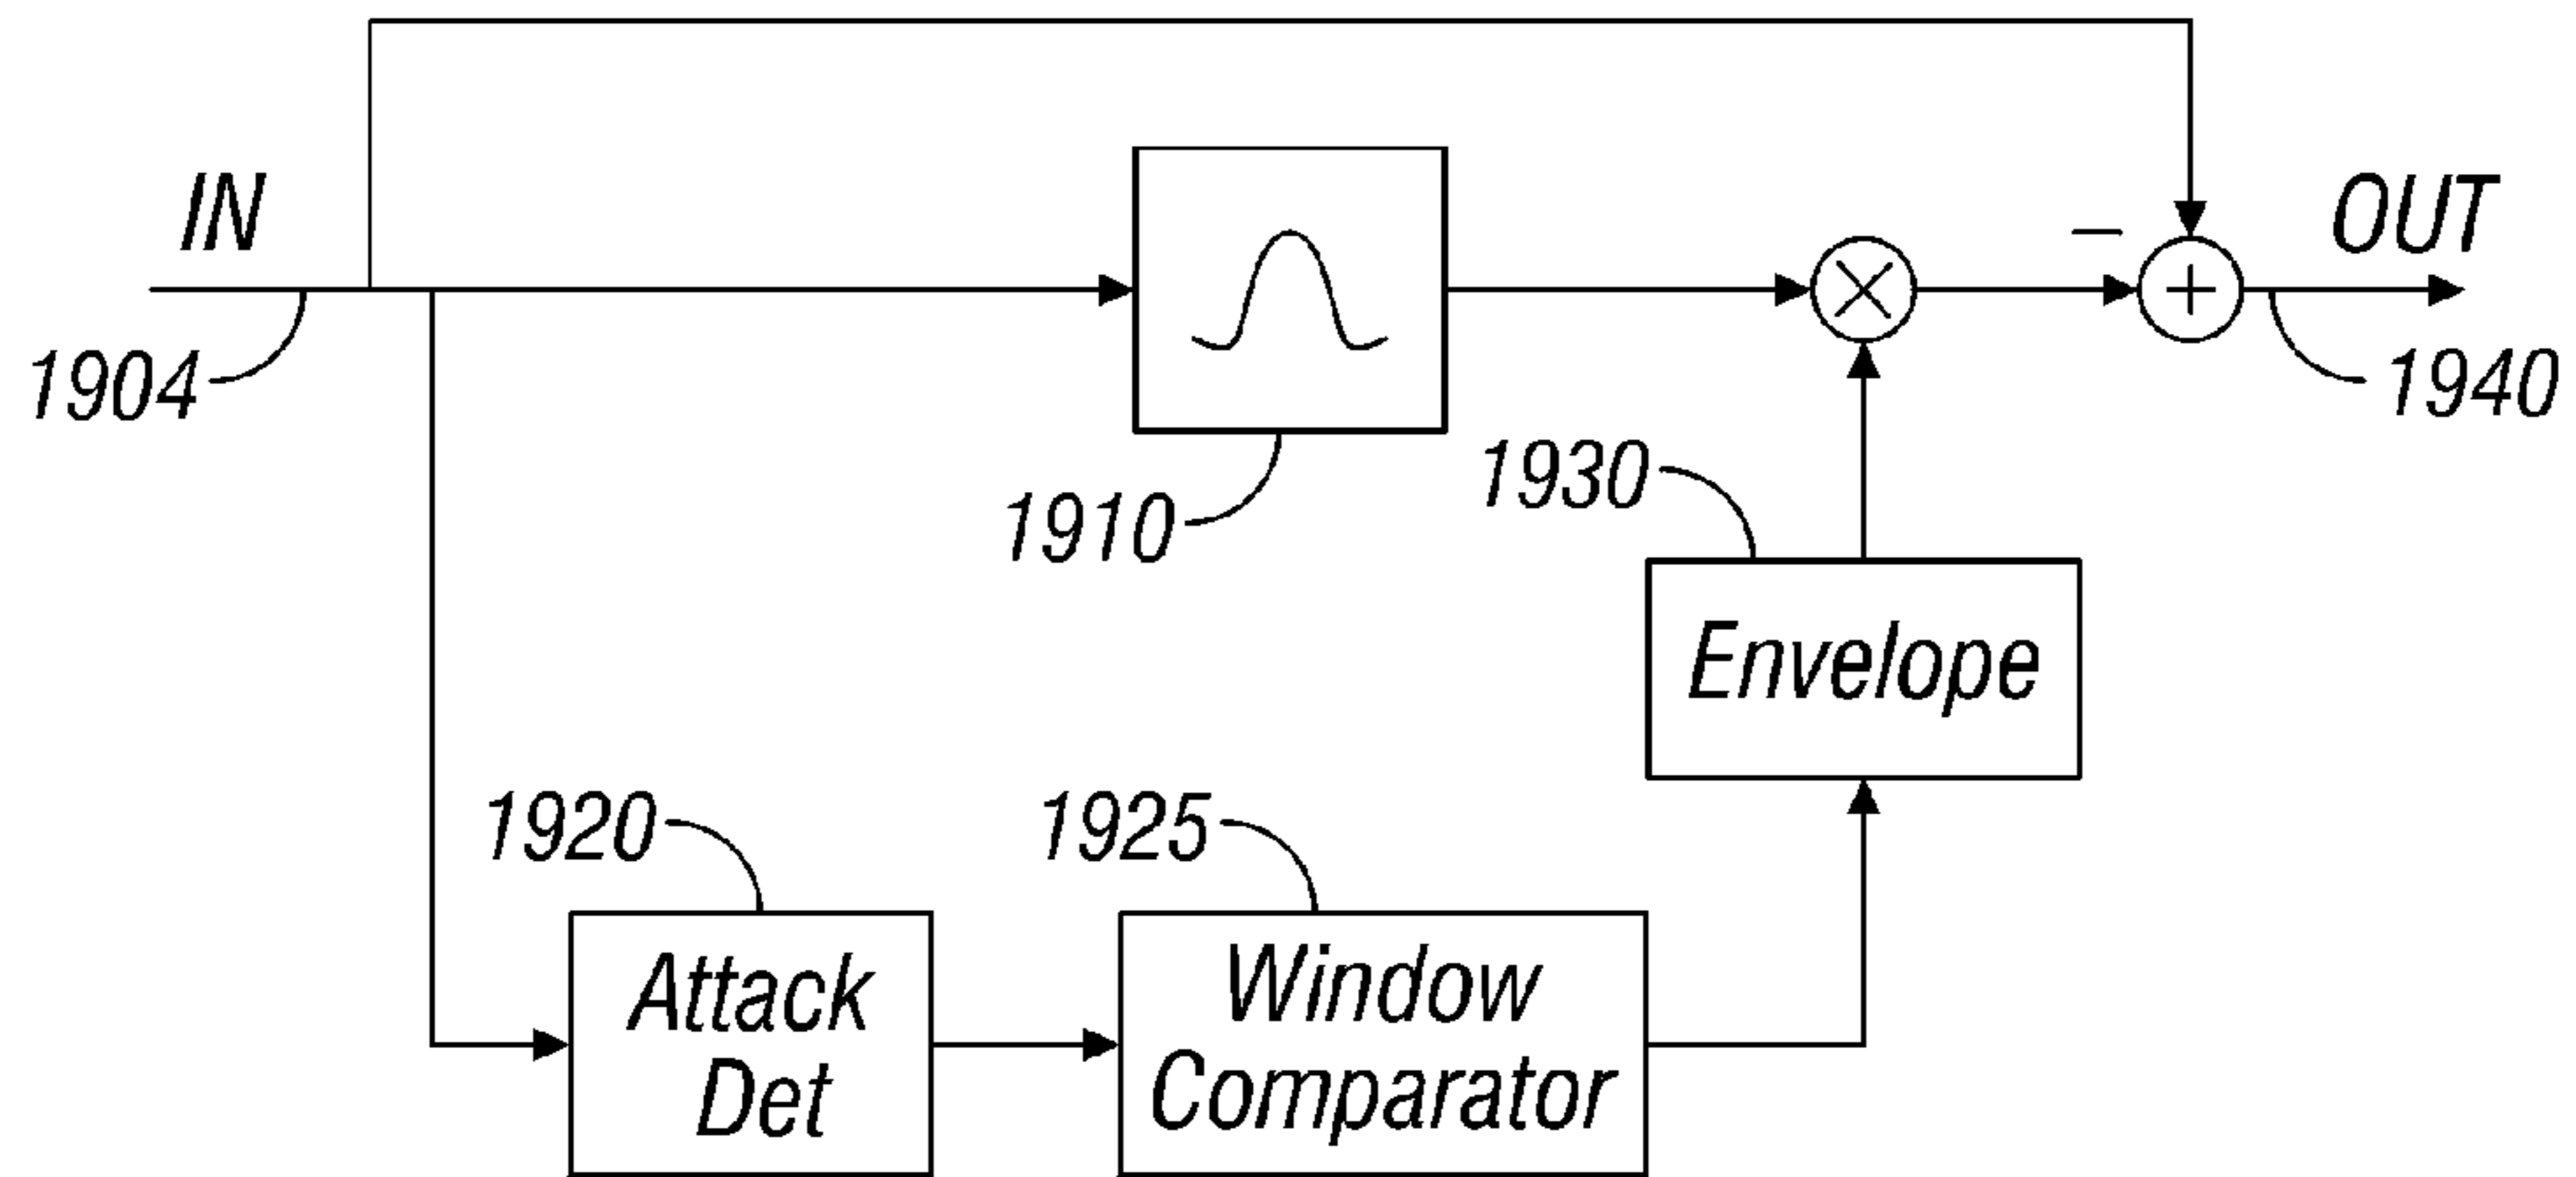 IN
OUT
1904
1940
1910
1930
Envelope
1920
1925
Attack
Det
Window
Comparator